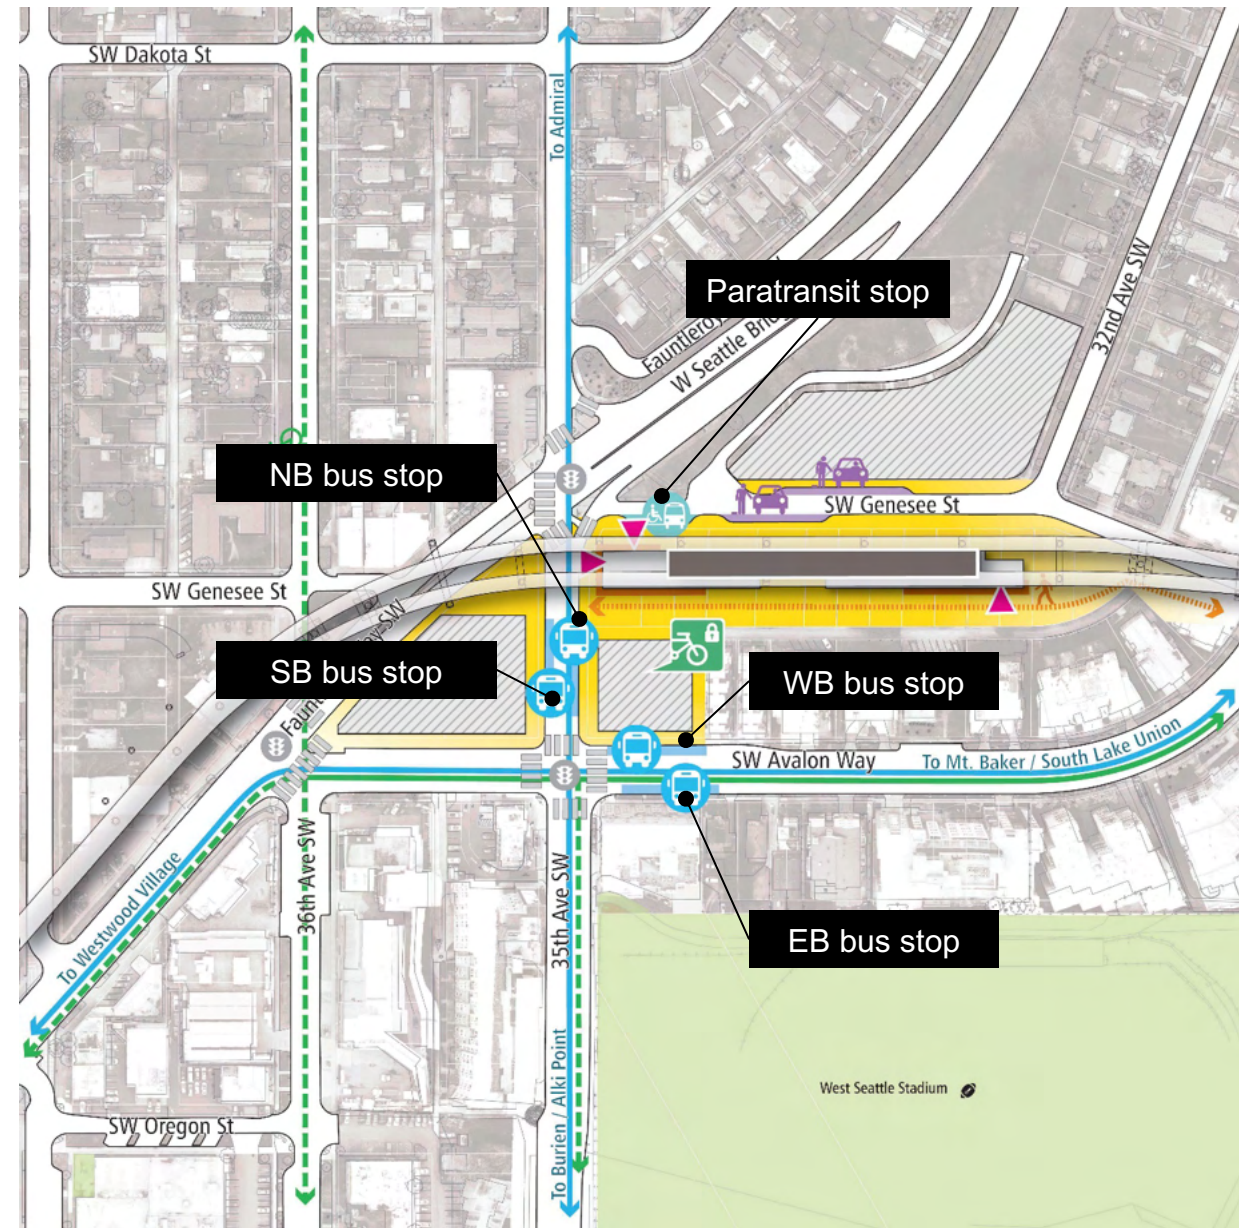 SW Dakota St
To Admiral
Paratransit stop
32nd Ave SW
W Seattle Bri
NB bus stop
SW Genesee St
SW Genesee St
SB bus stop
WB bus stop
SW Avalon Way
To Mt. Baker / South Lake Union
To Westwood Village
36th Ave SW
35th Ave SW
EB bus stop
To Burien / Alki Point
West Seattle Stadium
SW Oregon St